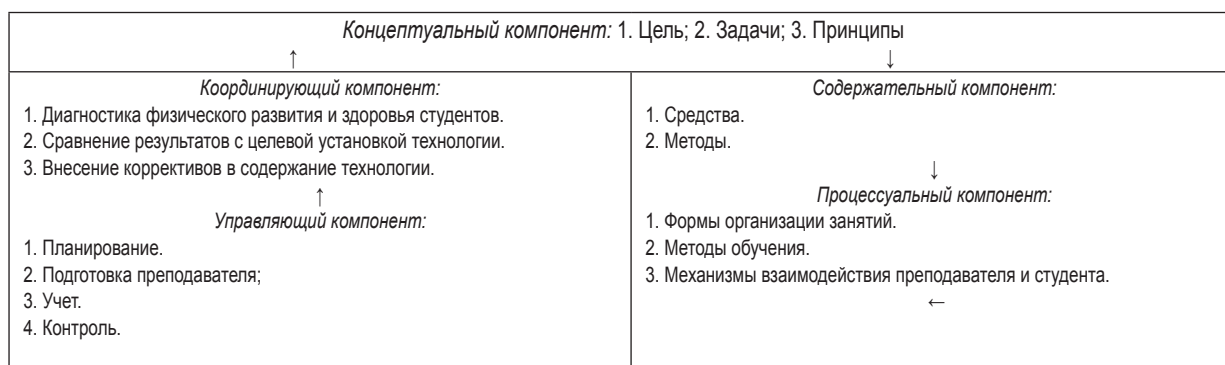 Концептуальный компонент: 1. Цель; 2. Задачи; 3. Принципы
↑ ↓
Координирующий компонент:
1. Диагностика физического развития и здоровья студентов.
2. Сравнение результатов с целевой установкой технологии.
3. Внесение коррективов в содержание технологии.
↑
Управляющий компонент:
1. Планирование.
2. Подготовка преподавателя;
3. Учет.
4. Контроль.
Содержательный компонент:
1. Средства.
2. Методы.
↓
Процессуальный компонент:
1. Формы организации занятий.
2. Методы обучения.
3. Механизмы взаимодействия преподавателя и студента.
←